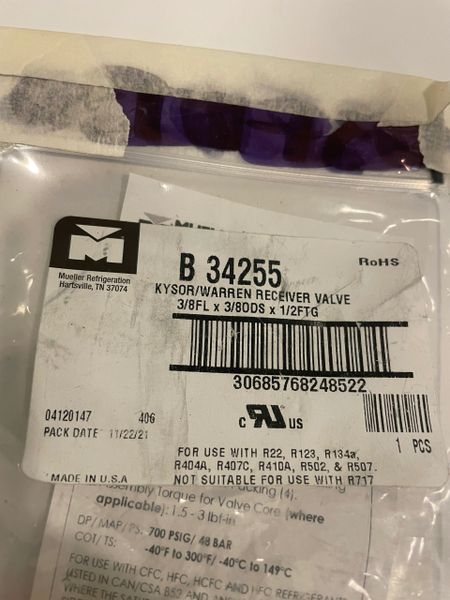 MUELL
B 34255
RoHS
Mueller Refrigeration
Hartsville, TN 37074
KYSOR/WARREN RECEIVER VALVE
3/8FL x 3/8ODS x 1/2FTG
30685768248522
C US
04120147 406
PACK DATE 11/22/21
1 PCS
FOR USE WITH R22, R123, R134a,
R404A, R407C, R410A, R502, & R507.
MADE IN U.S.A NOT SUITABLE FOR USE WITH R717
Assembly Torque for Valve Core (where
applicable): 1.5 - 3 lbf-in
DP/ MAP/ PS: 700 PSIG/ 48 BAR
COT/ TS: -40°F to 300°F/ -40°C to 149°C
FOR USE WITH CFC, HFC, HCFC AND HFC REFRIGERANTS
LISTED IN CAN/CSA B52 AND
WHERE THE